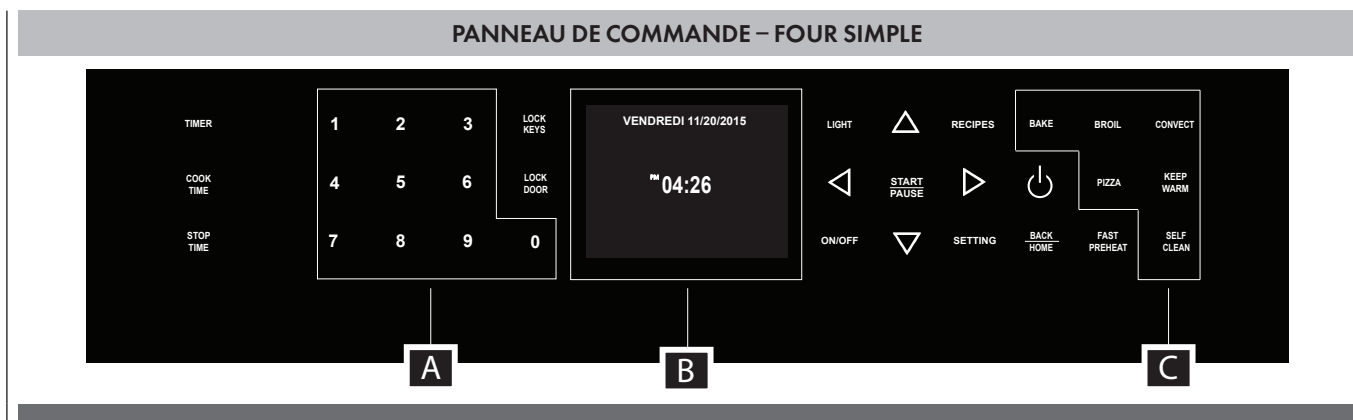 PANNEAU DE COMMANDE – FOUR SIMPLE
TIMER
COOK
TIME
STOP
TIME
1 2 3
4 5 6
7 8 9 0
LOCK
KEYS
LOCK
DOOR
VENDREDI 11/20/2015
PM 04:26
LIGHT
ON/OFF
START
PAUSE
RECIPES
SETTING
BAKE
BROIL
CONVECT
PIZZA
KEEP
WARM
BACK
HOME
FAST
PREHEAT
SELF
CLEAN
A
B
C